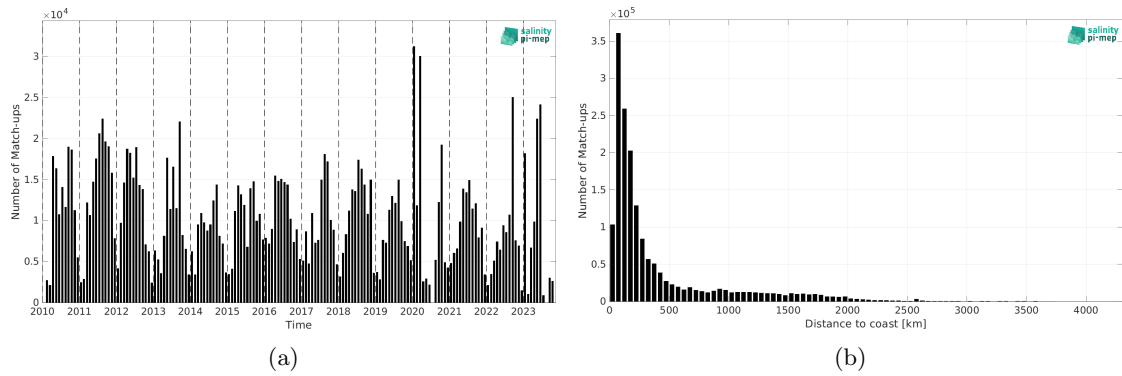 ×10⁴
salinity
pi-mep
3
2.5
2
1.5
1
0.5
0
Number of Match-ups
2010 2011 2012 2013 2014 2015 2016 2017 2018 2019 2020 2021 2022 2023
Time
(a)
×10⁵
salinity
pi-mep
3.5
3
2.5
2
1.5
1
0.5
0
Number of Match-ups
0 500 1000 1500 2000 2500 3000 3500 4000
Distance to coast [km]
(b)